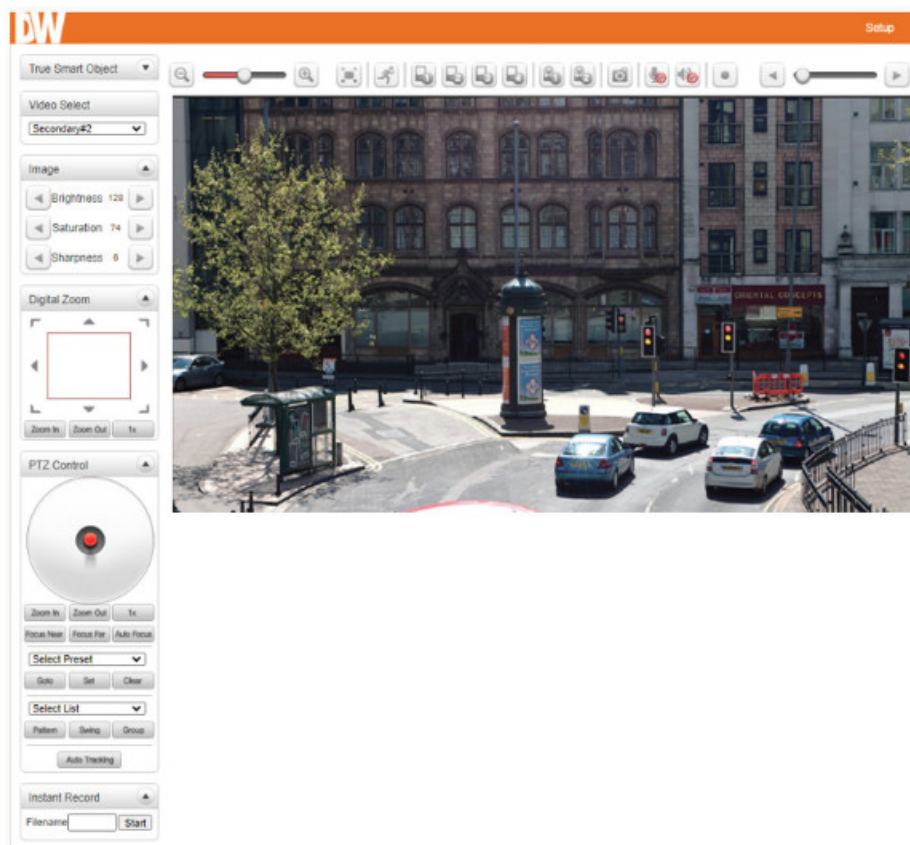 DW
Setup
True Smart Object
Video Select
Secondary#2
Image
Brightness 128
Saturation 74
Sharpness 6
Digital Zoom
Zoom In Zoom Out 1x
PTZ Control
Zoom In Zoom Out 1x
Focus Near Focus Far Auto Focus
Select Preset
Goto Set Clear
Select List
Pattern Swing Group
Auto Tracking
Instant Record
Filename Start
ORIENTAL CONCEPTS